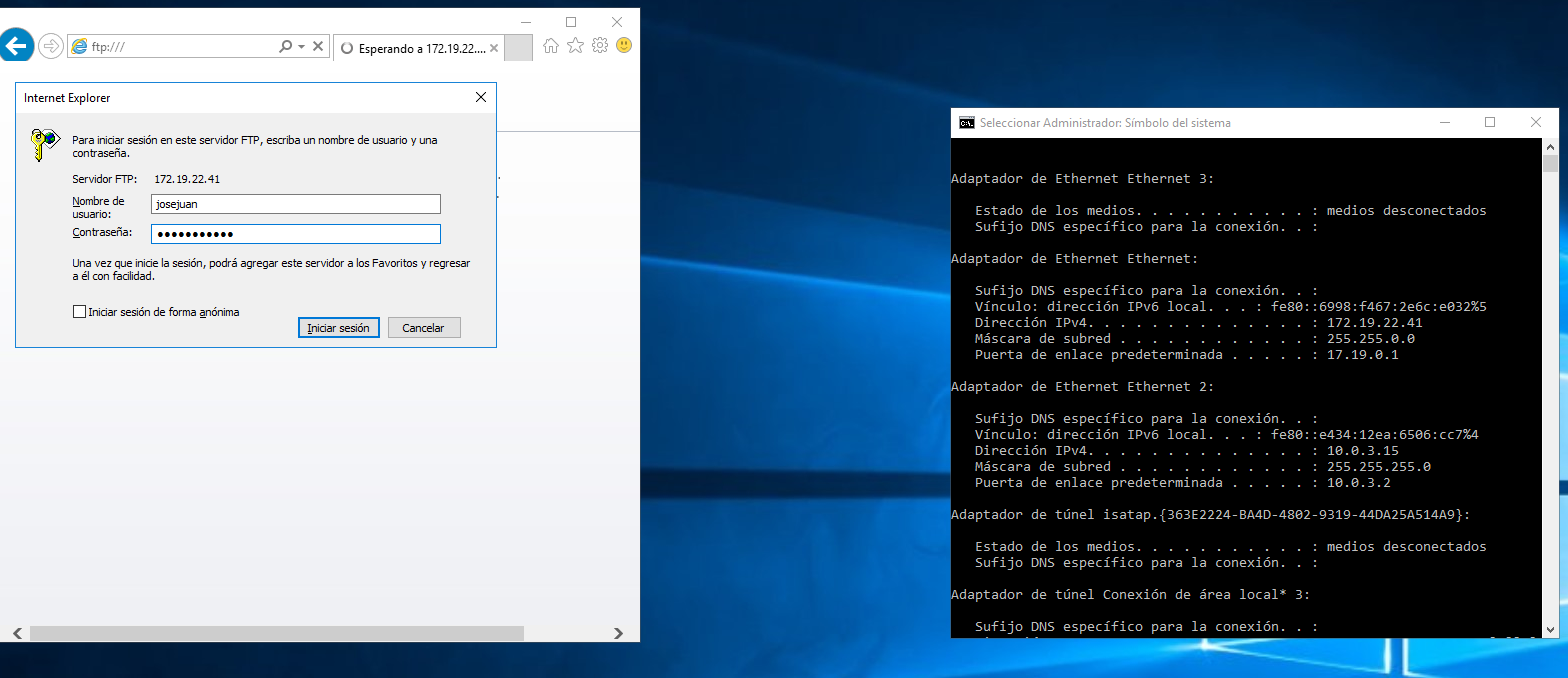 ftp:///
Esperando a 172.19.22....
Internet Explorer
Para iniciar sesión en este servidor FTP, escriba un nombre de usuario y una
contraseña.
Servidor FTP: 172.19.22.41
Nombre de
usuario:
josejuan
Contraseña:
Una vez que inicie la sesión, podrá agregar este servidor a los Favoritos y regresar
a él con facilidad.
Iniciar sesión de forma anónima
Iniciar sesión
Cancelar
Seleccionar Administrador: Símbolo del sistema
Adaptador de Ethernet Ethernet 3:
Estado de los medios. . . . . . . . . . . : medios desconectados
Sufijo DNS específico para la conexión. . :
Adaptador de Ethernet Ethernet:
Sufijo DNS específico para la conexión. . :
Vínculo: dirección IPv6 local. . . : fe80::6998:f467:2e6c:e032%5
Dirección IPv4. . . . . . . . . . . . . . : 172.19.22.41
Máscara de subred . . . . . . . . . . . . : 255.255.0.0
Puerta de enlace predeterminada . . . . . : 17.19.0.1
Adaptador de Ethernet Ethernet 2:
Sufijo DNS específico para la conexión. . :
Vínculo: dirección IPv6 local. . . : fe80::e434:12ea:6506:cc7%4
Dirección IPv4. . . . . . . . . . . . . . : 10.0.3.15
Máscara de subred . . . . . . . . . . . . : 255.255.255.0
Puerta de enlace predeterminada . . . . . : 10.0.3.2
Adaptador de túnel isatap.{363E2224-BA4D-4802-9319-44DA25A514A9}:
Estado de los medios. . . . . . . . . . . : medios desconectados
Sufijo DNS específico para la conexión. . :
Adaptador de túnel Conexión de área local* 3:
Sufijo DNS específico para la conexión. . :